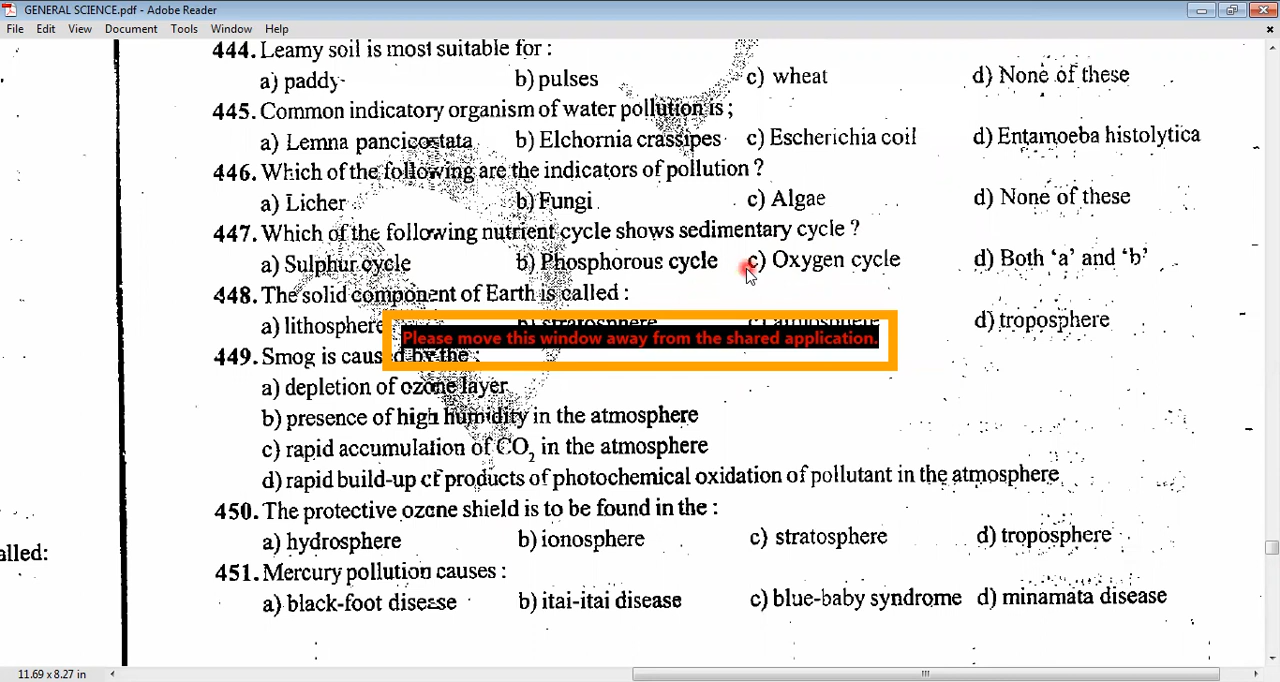 GENERAL SCIENCE.pdf - Adobe Reader
File Edit View Document Tools Window Help
444. Leamy soil is most suitable for :
a) paddy b) pulses c) wheat d) None of these
445. Common indicatory organism of water pollution is ;
a) Lemna pancicostata b) Elchornia crassipes c) Escherichia coil d) Entamoeba histolytica
446. Which of the following are the indicators of pollution ?
a) Licher b) Fungi c) Algae d) None of these
447. Which of the following nutrient cycle shows sedimentary cycle ?
a) Sulphur cycle b) Phosphorous cycle c) Oxygen cycle d) Both ‘a’ and ‘b’
448. The solid component of Earth is called :
a) lithosphere b) stratosphere c) atmosphere d) troposphere
Please move this window away from the shared application.
449. Smog is caused by the :
a) depletion of ozone layer
b) presence of high humidity in the atmosphere
c) rapid accumulation of CO2 in the atmosphere
d) rapid build-up of products of photochemical oxidation of pollutant in the atmosphere
450. The protective ozone shield is to be found in the :
a) hydrosphere b) ionosphere c) stratosphere d) troposphere
alled:
451. Mercury pollution causes :
a) black-foot disease b) itai-itai disease c) blue-baby syndrome d) minamata disease
11.69 x 8.27 in